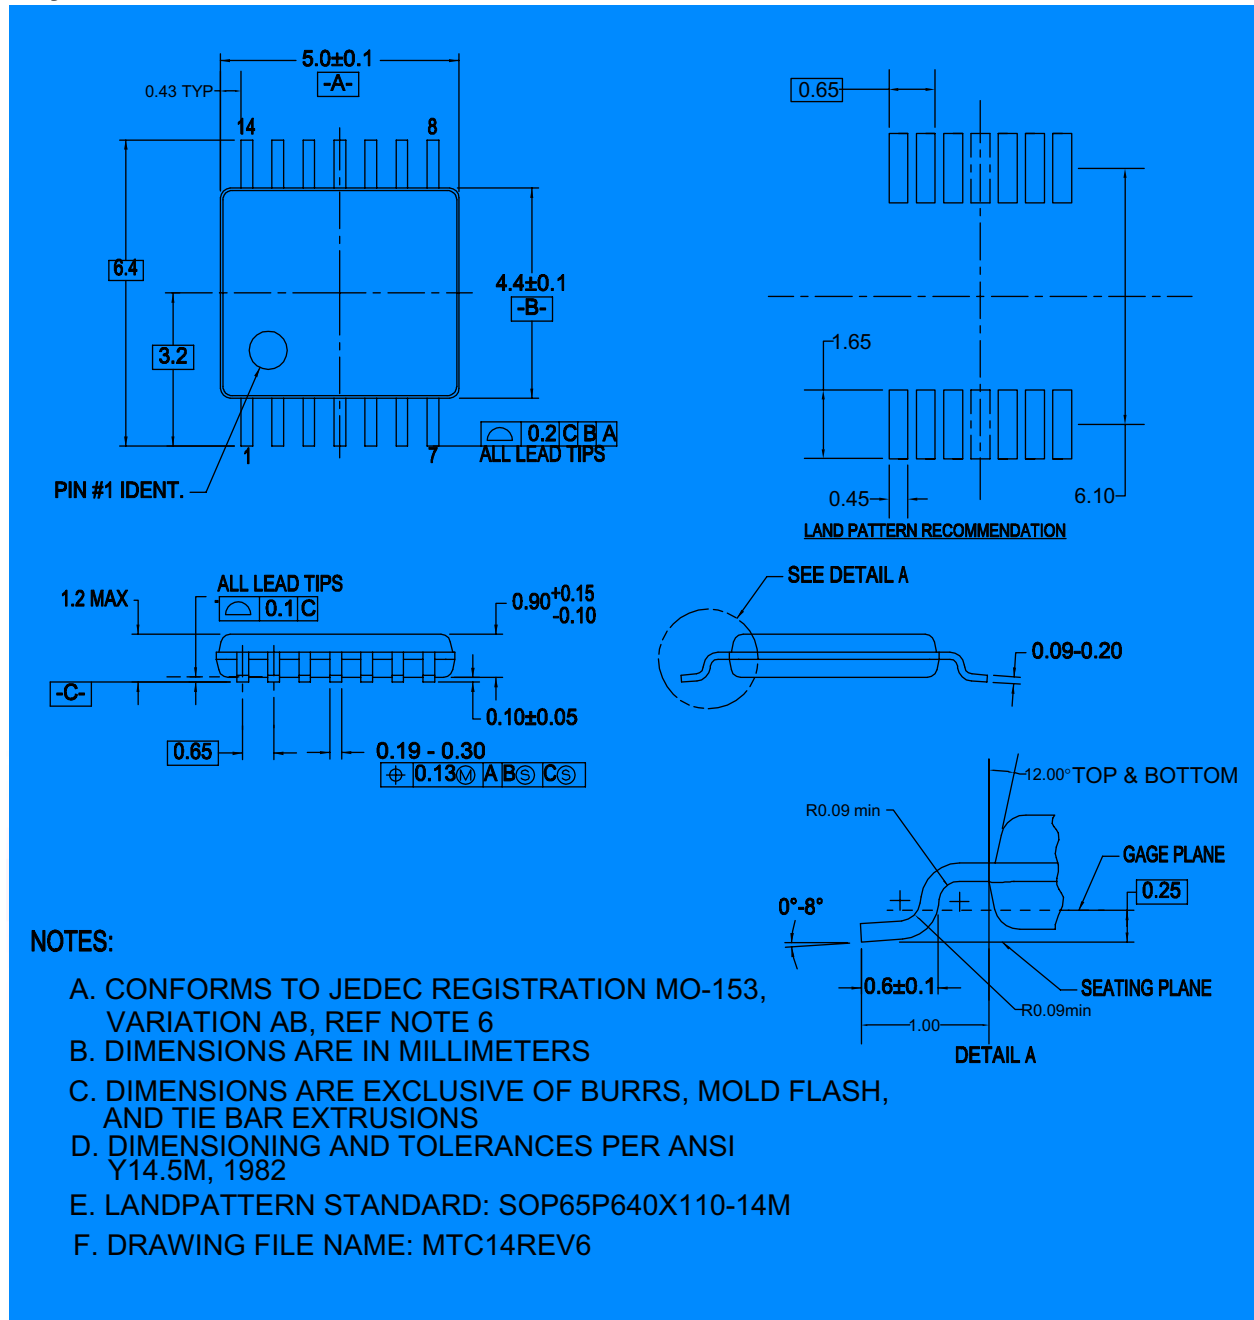 5.0±0.1
-A-
0.43 TYP
14
8
6.4
4.4±0.1
-B-
3.2
0.2 C B A
ALL LEAD TIPS
1
7
PIN #1 IDENT.
0.65
1.65
0.45
6.10
LAND PATTERN RECOMMENDATION
ALL LEAD TIPS
0.1 C
1.2 MAX
0.90+0.15
-0.10
-C-
0.10±0.05
0.65
0.19 - 0.30
⌖ 0.13Ⓜ A BⓈ CⓈ
SEE DETAIL A
0.09-0.20
12.00° TOP & BOTTOM
R0.09 min
GAGE PLANE
0.25
0°-8°
0.6±0.1
SEATING PLANE
R0.09min
1.00
DETAIL A
NOTES:
A. CONFORMS TO JEDEC REGISTRATION MO-153,
VARIATION AB, REF NOTE 6
B. DIMENSIONS ARE IN MILLIMETERS
C. DIMENSIONS ARE EXCLUSIVE OF BURRS, MOLD FLASH,
AND TIE BAR EXTRUSIONS
D. DIMENSIONING AND TOLERANCES PER ANSI
Y14.5M, 1982
E. LANDPATTERN STANDARD: SOP65P640X110-14M
F. DRAWING FILE NAME: MTC14REV6